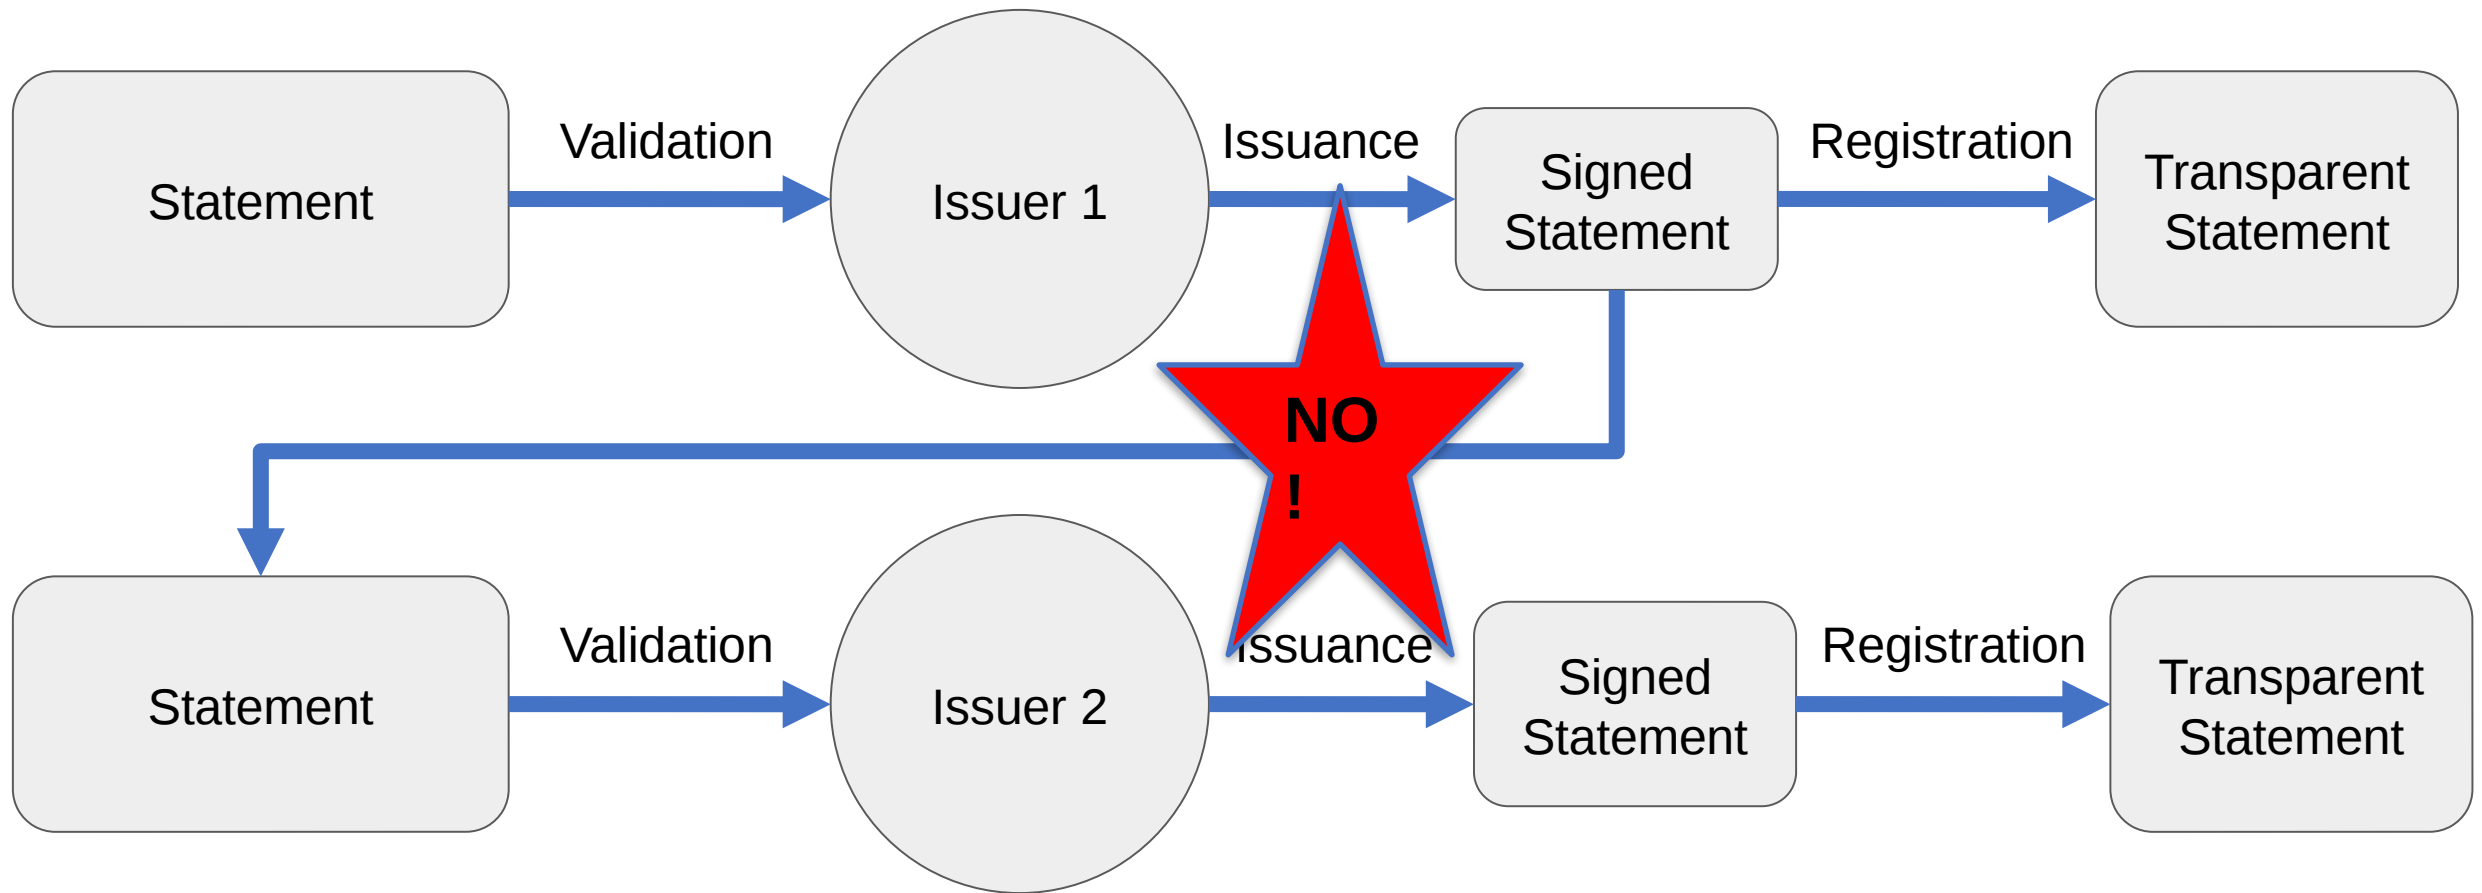 Statement
Validation
Issuer 1
Issuance
Signed
Statement
Registration
Transparent
Statement
NO
!
Statement
Validation
Issuer 2
Issuance
Signed
Statement
Registration
Transparent
Statement